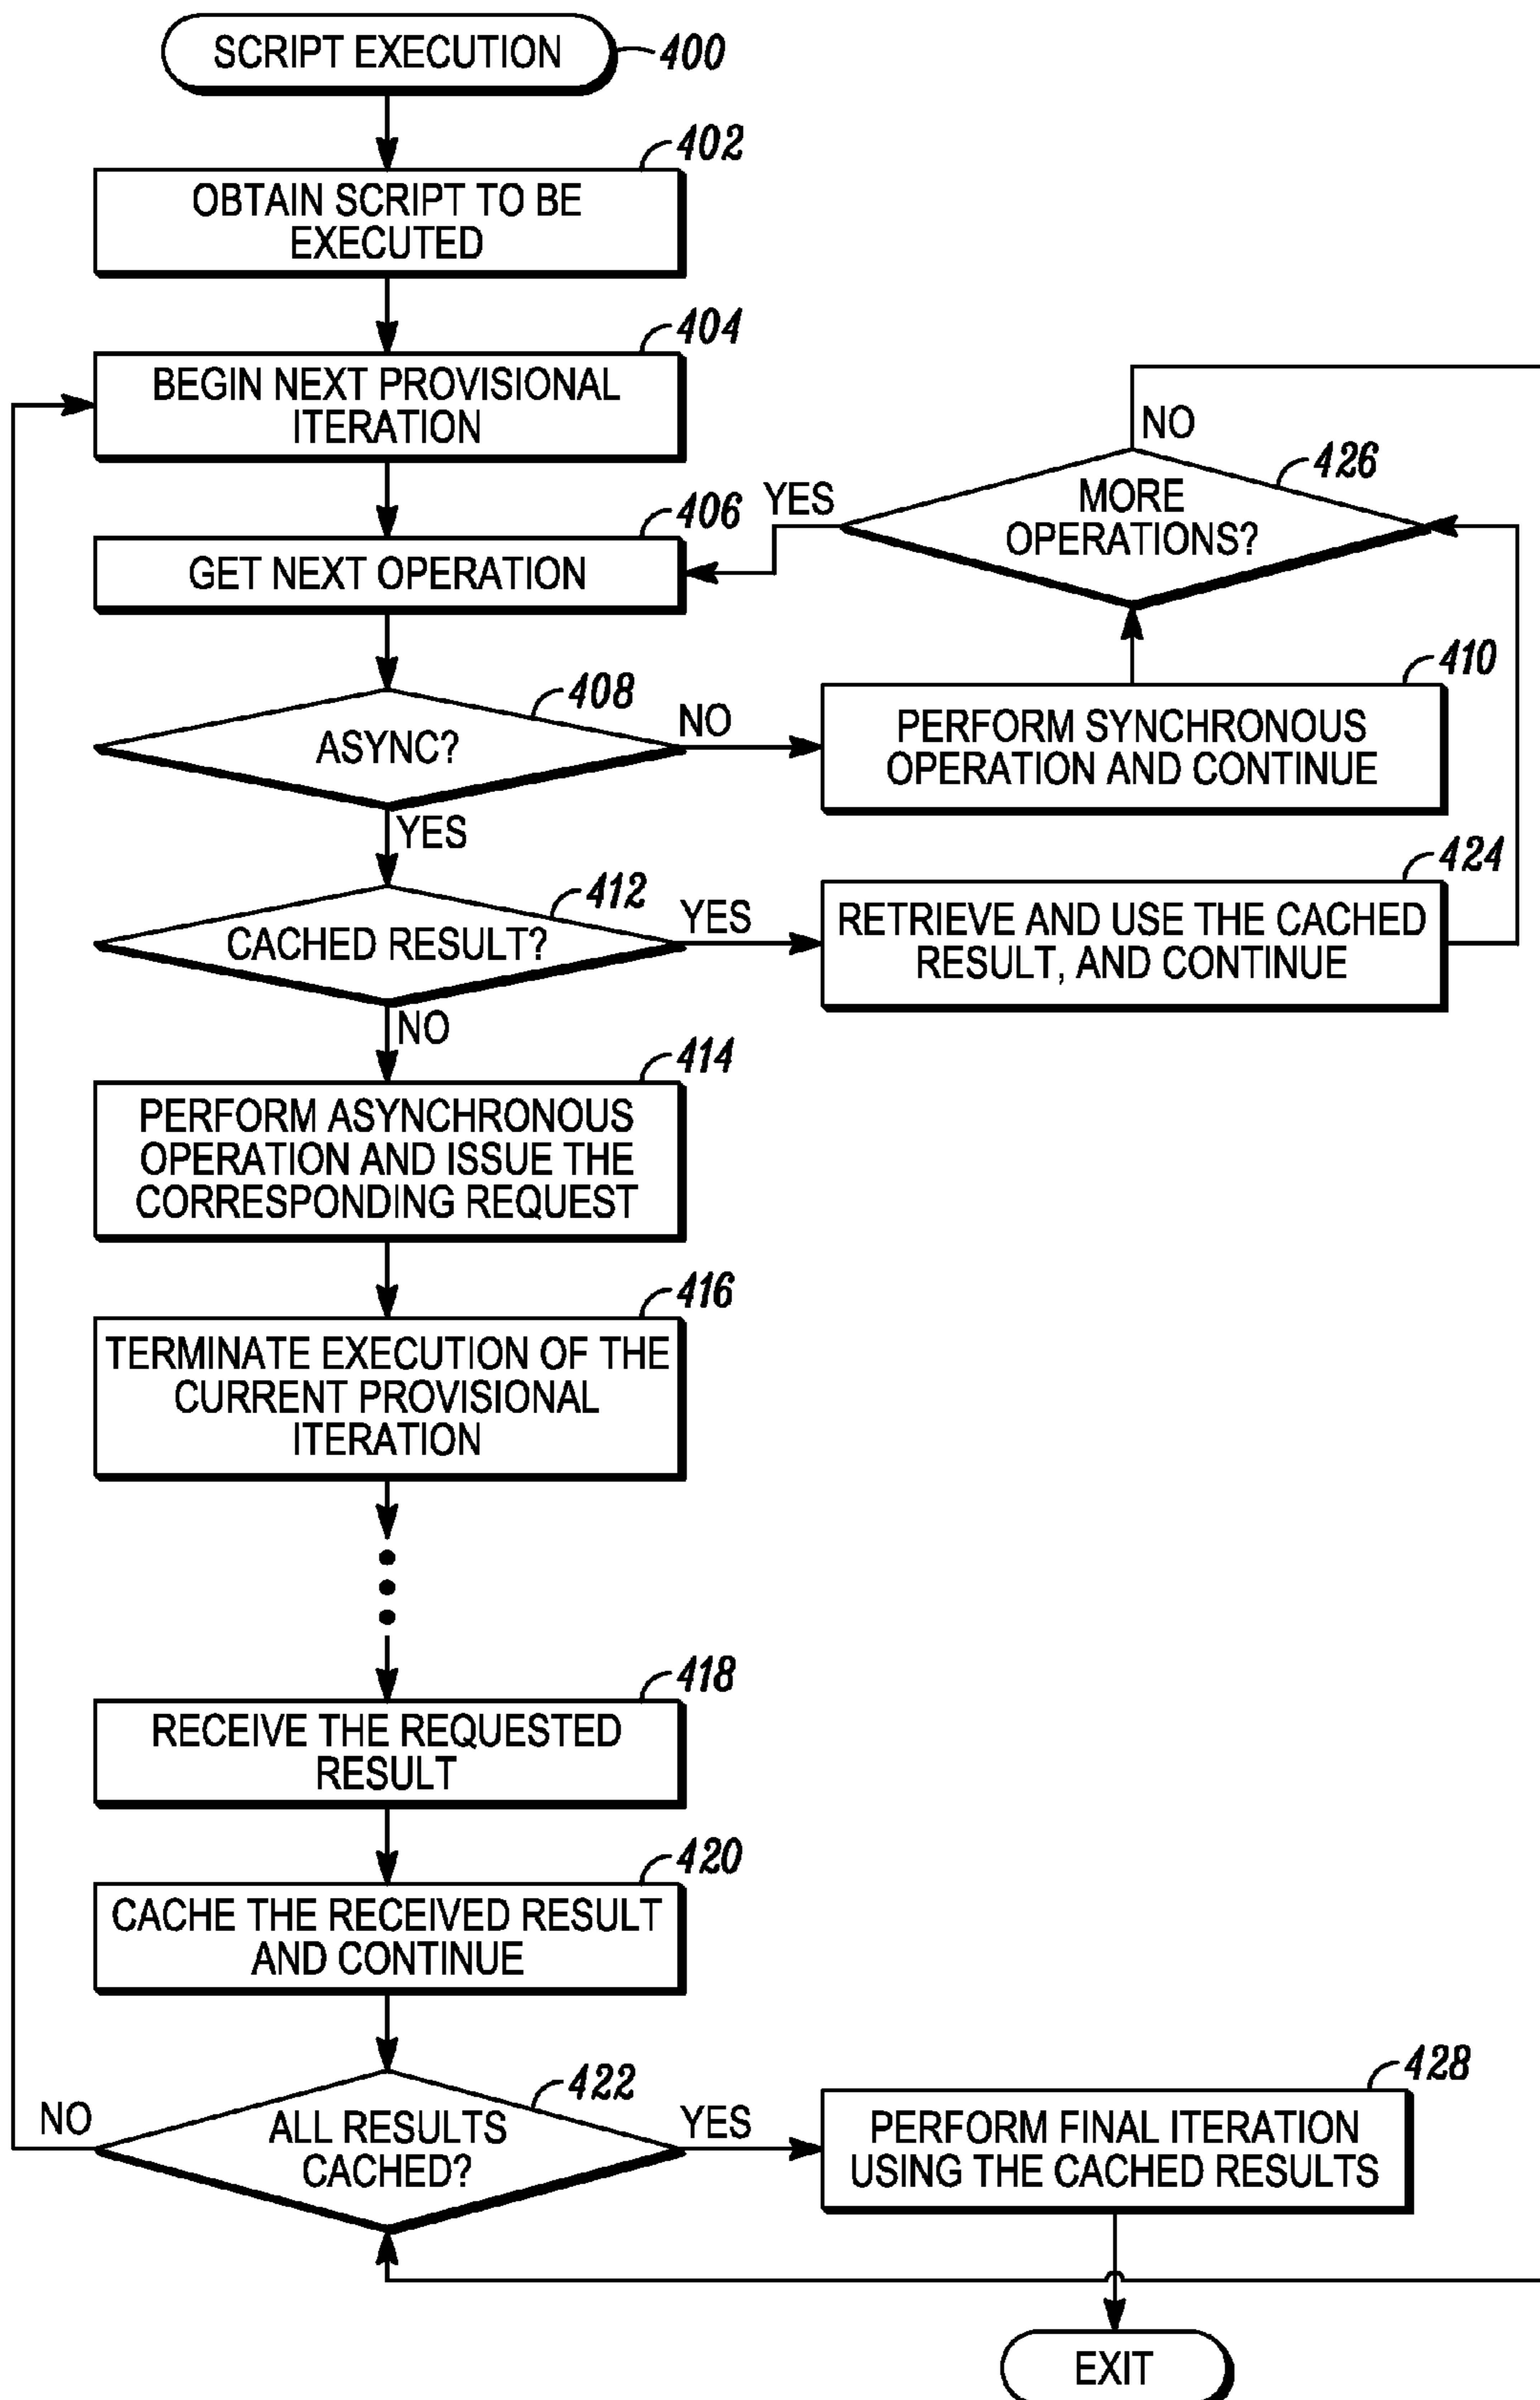 SCRIPT EXECUTION
400
402
OBTAIN SCRIPT TO BE
EXECUTED
404
BEGIN NEXT PROVISIONAL
ITERATION
NO
426
MORE
OPERATIONS?
YES
406
GET NEXT OPERATION
408
ASYNC?
NO
410
PERFORM SYNCHRONOUS
OPERATION AND CONTINUE
YES
412
CACHED RESULT?
YES
424
RETRIEVE AND USE THE CACHED
RESULT, AND CONTINUE
NO
414
PERFORM ASYNCHRONOUS
OPERATION AND ISSUE THE
CORRESPONDING REQUEST
416
TERMINATE EXECUTION OF THE
CURRENT PROVISIONAL
ITERATION
418
RECEIVE THE REQUESTED
RESULT
420
CACHE THE RECEIVED RESULT
AND CONTINUE
NO
422
ALL RESULTS
CACHED?
YES
428
PERFORM FINAL ITERATION
USING THE CACHED RESULTS
EXIT